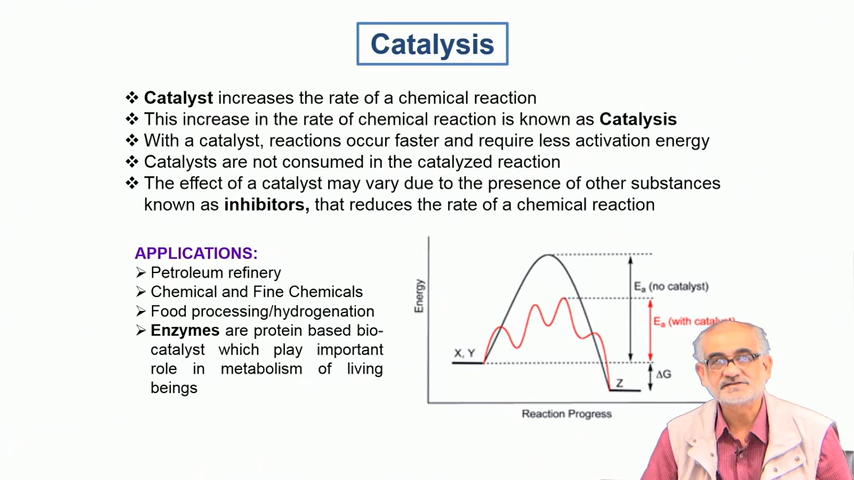 Catalysis
❖ Catalyst increases the rate of a chemical reaction
❖ This increase in the rate of chemical reaction is known as Catalysis
❖ With a catalyst, reactions occur faster and require less activation energy
❖ Catalysts are not consumed in the catalyzed reaction
❖ The effect of a catalyst may vary due to the presence of other substances
known as inhibitors, that reduces the rate of a chemical reaction
APPLICATIONS:
➢ Petroleum refinery
➢ Chemical and Fine Chemicals
➢ Food processing/hydrogenation
➢ Enzymes are protein based bio-
catalyst which play important
role in metabolism of living
beings
Energy
Ea (no catalyst)
Ea (with catalyst)
X, Y
ΔG
Z
Reaction Progress